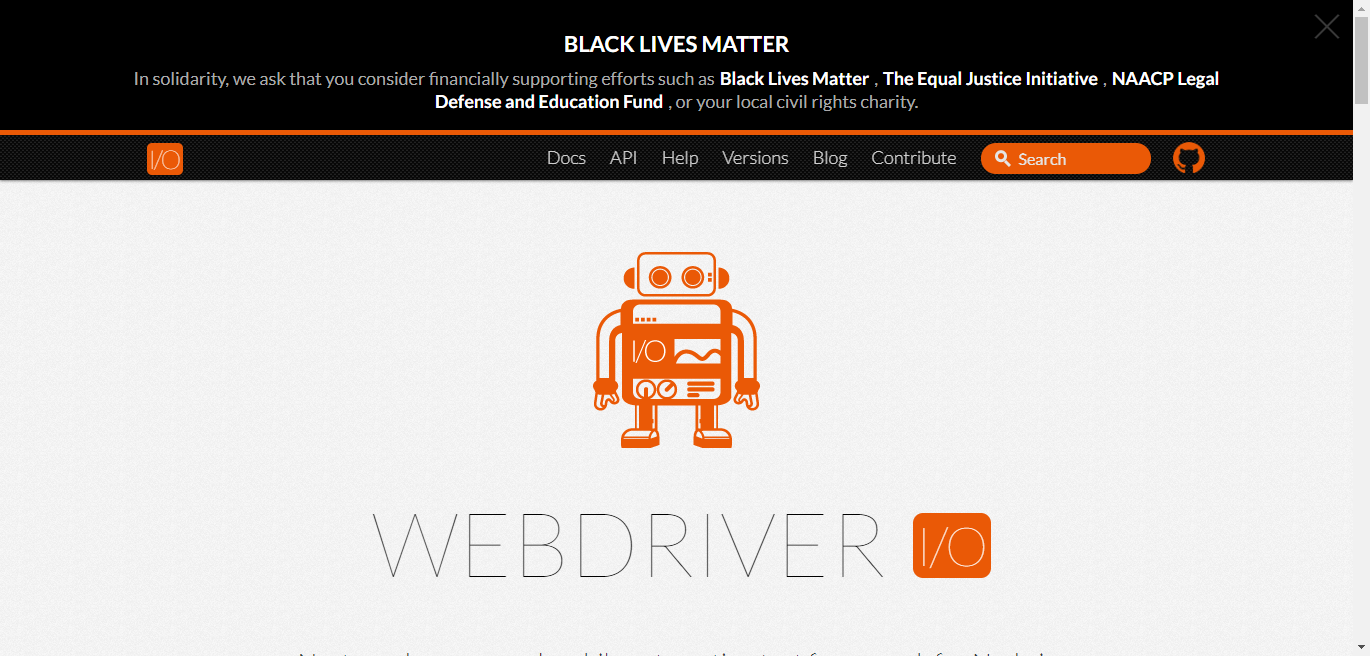 BLACK LIVES MATTER
In solidarity, we ask that you consider financially supporting efforts such as Black Lives Matter , The Equal Justice Initiative , NAACP Legal
Defense and Education Fund , or your local civil rights charity.
I/O Docs API Help Versions Blog Contribute Search
I/O
WEBDRIVER I/O